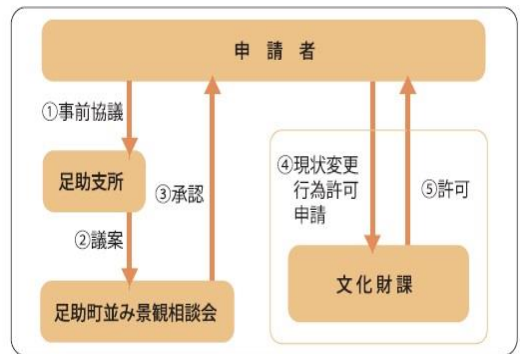 申請者
①事前協議
足助支所
②議案
③承認
足助町並み景観相談会
④現状変更
行為許可
申請
⑤許可
文化財課